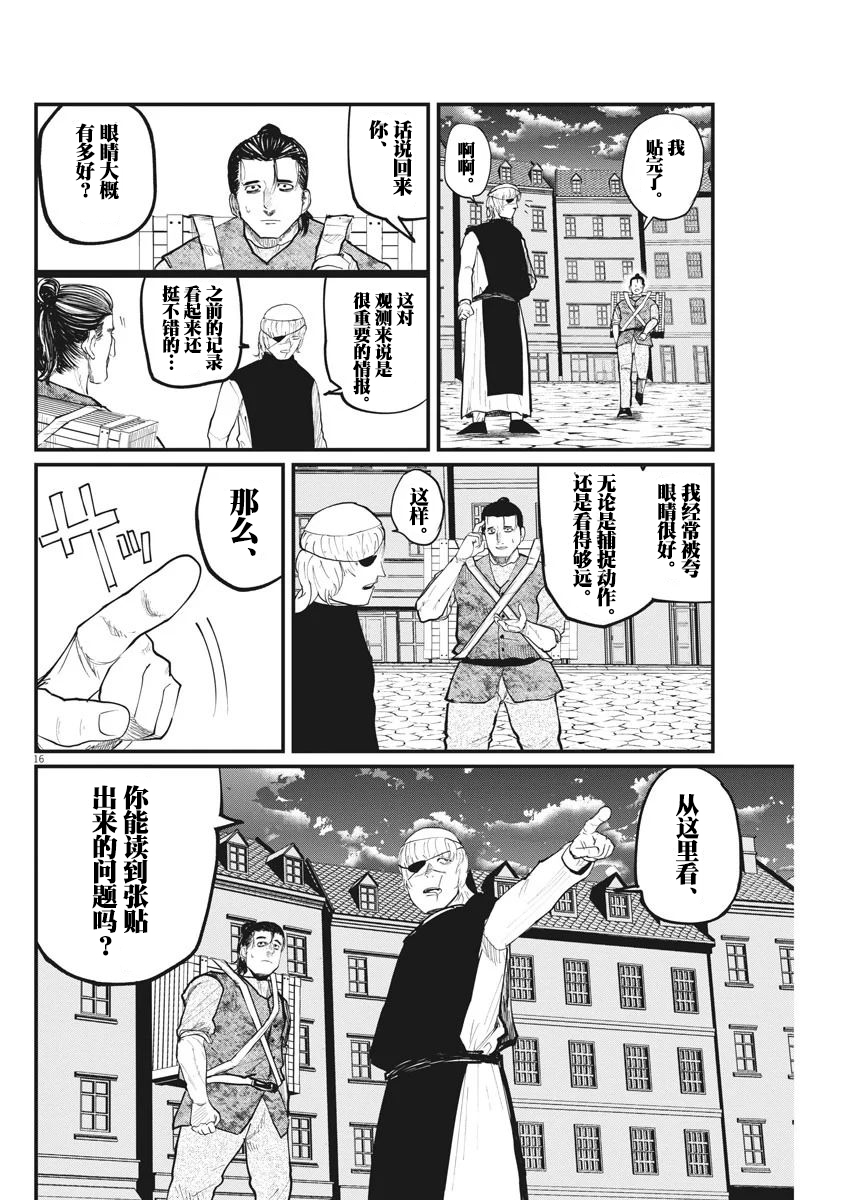 我
贴完了。
啊啊。
话说回来
你、
眼睛大概
有多好？
这对
观测来说是
很重要的情报。
之前的记录
看起来还
挺不错的…
我经常被夸
眼睛很好。
无论是捕捉动作。
还是看得够远。
这样。
那么、
サッ
16
从这里看、
你能读到张贴
出来的问题吗？